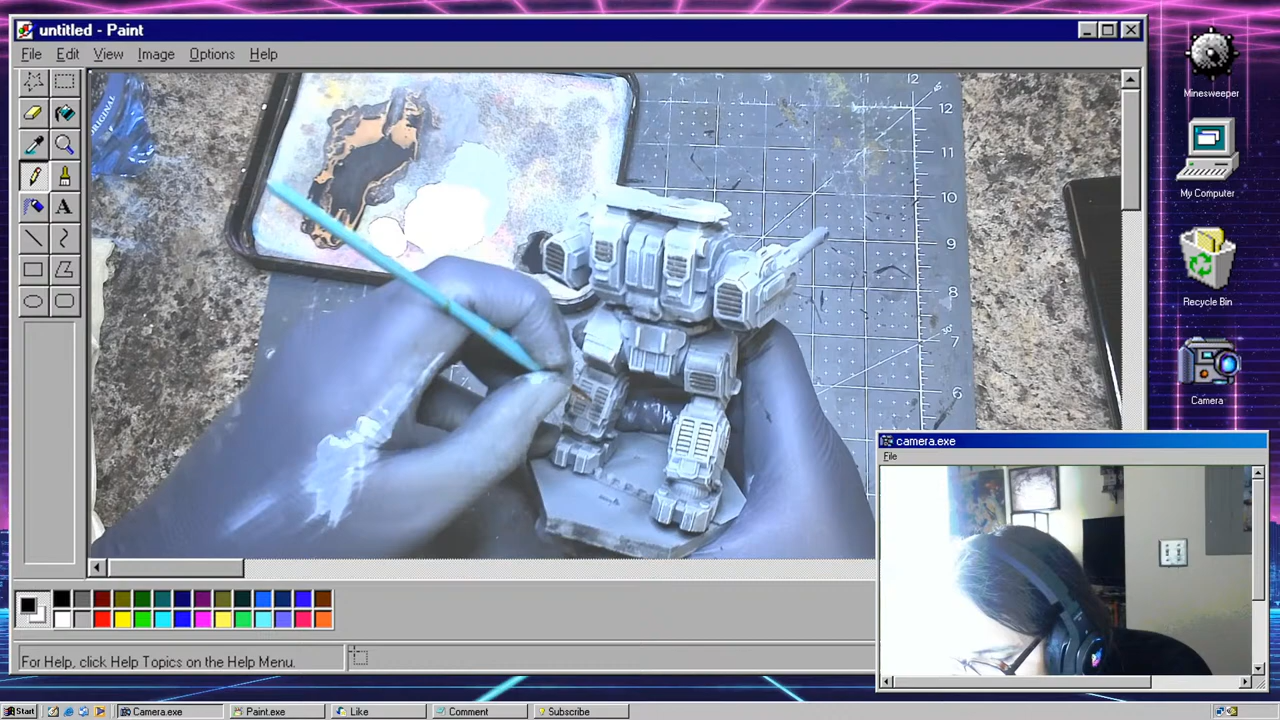 untitled - Paint
File Edit View Image Options Help
ORIGINAL
12
12
11
11
10
9
8
7
6
Minesweeper
My Computer
Recycle Bin
Camera
camera.exe
File
For Help, click Help Topics on the Help Menu.
Start Camera.exe Paint.exe Like Comment Subscribe